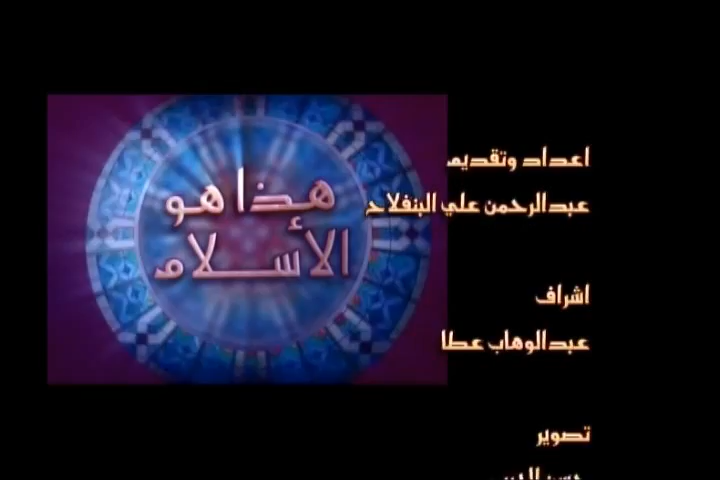 هذا هو
الأسلام
اعداد وتقديم
عبدالرحمن علي البنفلاح
اشراف
عبدالوهاب عطا
تصوير